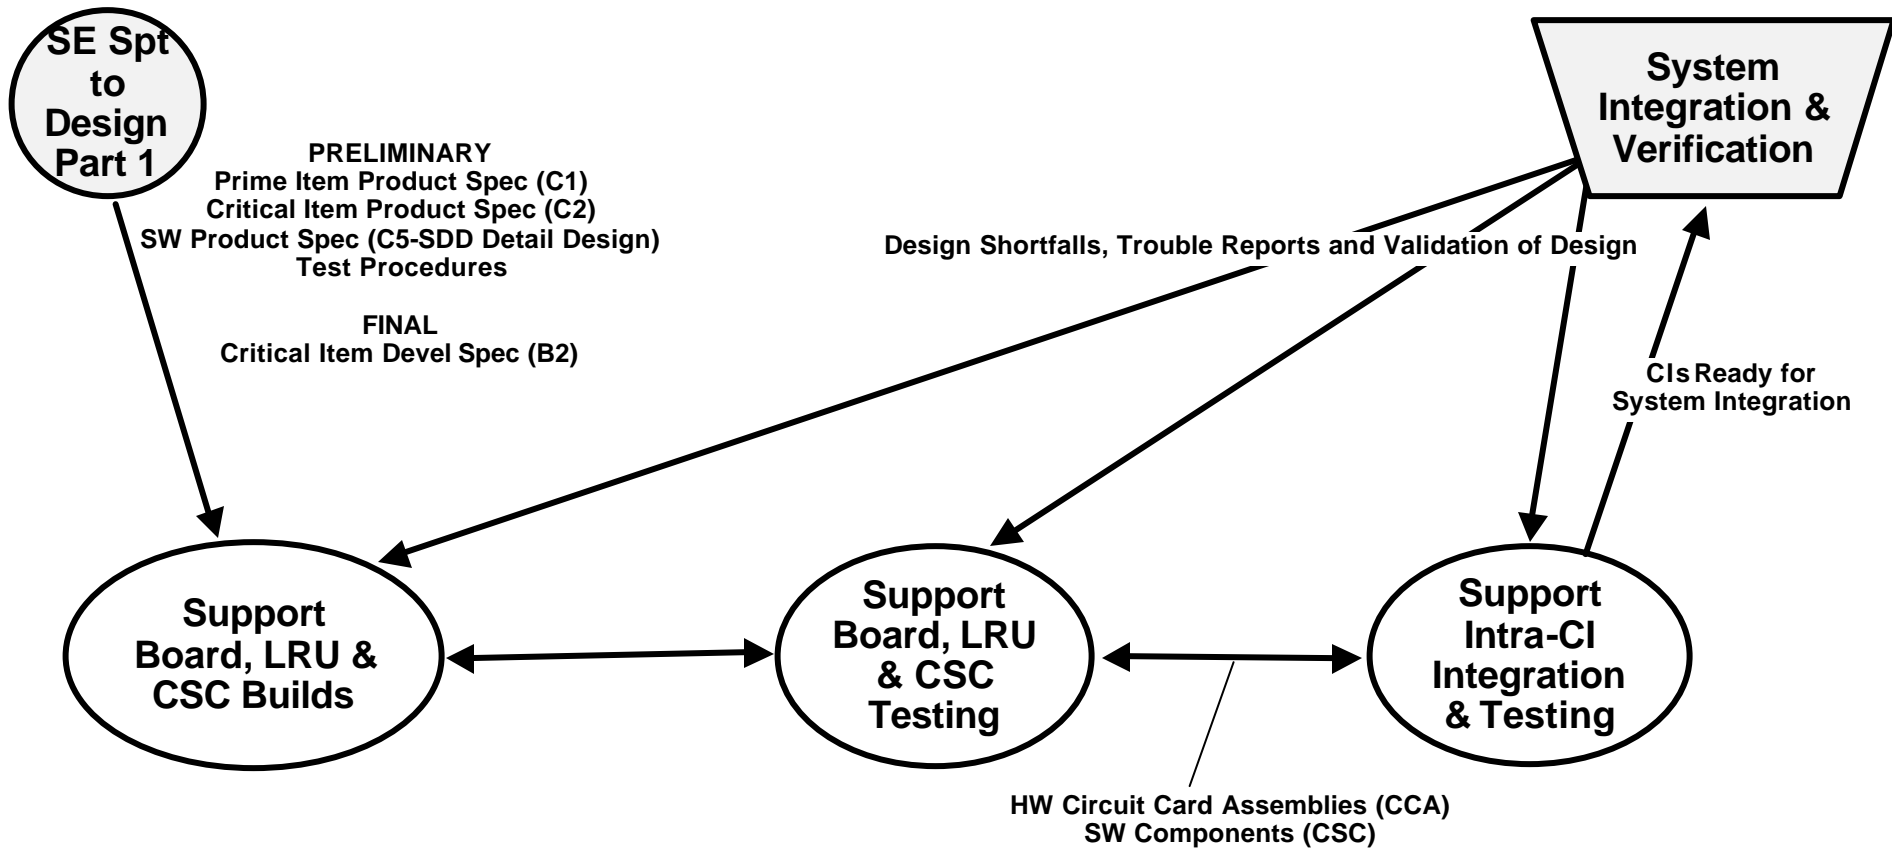 SE Spt
to
Design
Part 1
System
Integration &
Verification
PRELIMINARY
Prime Item Product Spec (C1)
Critical Item Product Spec (C2)
SW Product Spec (C5-SDD Detail Design)
Test Procedures
FINAL
Critical Item Devel Spec (B2)
Design Shortfalls, Trouble Reports and Validation of Design
CIs Ready for
System Integration
Support
Board, LRU &
CSC Builds
Support
Board, LRU
& CSC
Testing
Support
Intra-CI
Integration
& Testing
HW Circuit Card Assemblies (CCA)
SW Components (CSC)